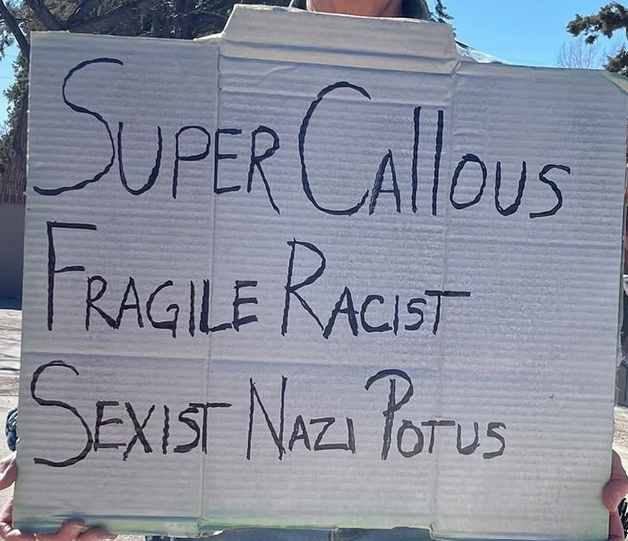 SUPER CAllOUS
FRAGILE RACIST
SEXIST NAZI POTUS